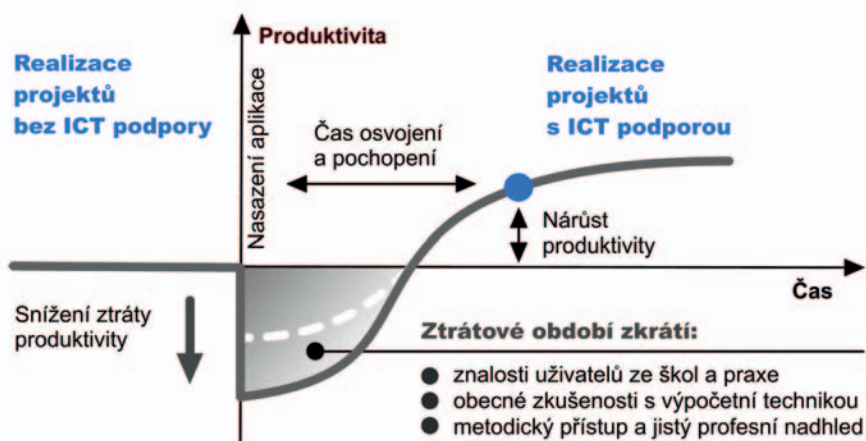 Produktivita
Realizace
projektů
bez ICT podpory
Nasazení aplikace
Čas osvojení
a pochopení
Realizace
projektů
s ICT podporou
Nárůst
produktivity
Čas
Snížení ztráty
produktivity
Ztrátové období zkrátí:
znalosti uživatelů ze škol a praxe
obecné zkušenosti s výpočetní technikou
metodický přístup a jistý profesní nadhled